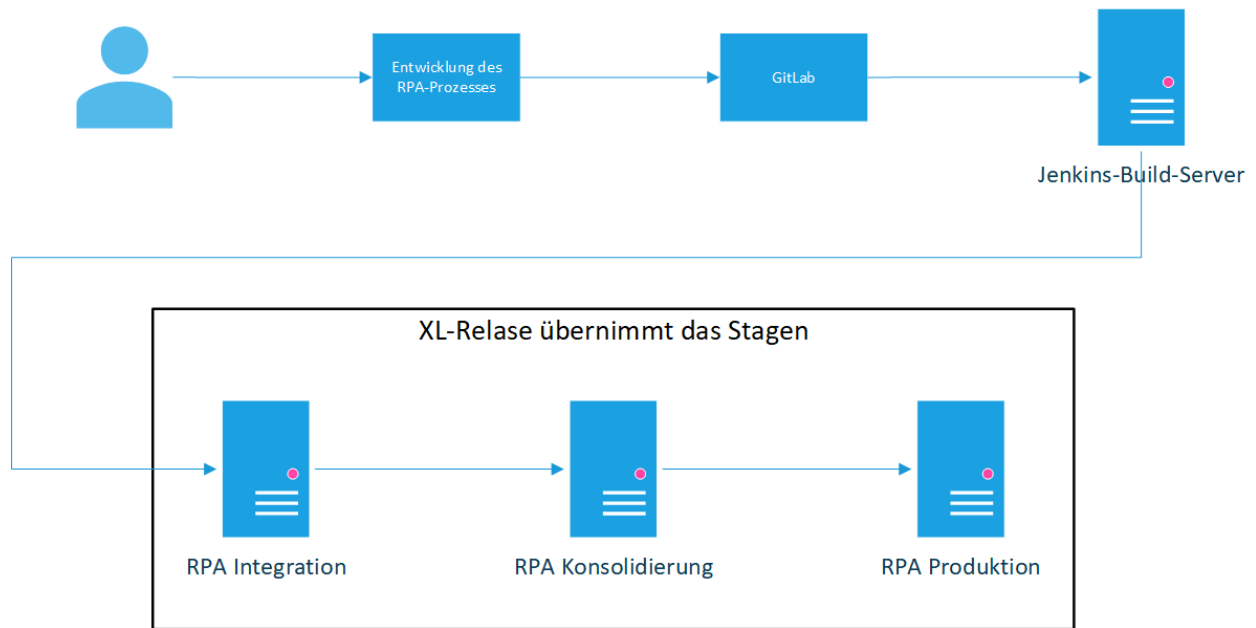 Entwicklung des
RPA-Prozesses
GitLab
Jenkins-Build-Server
XL-Relase übernimmt das Stagen
RPA Integration
RPA Konsolidierung
RPA Produktion